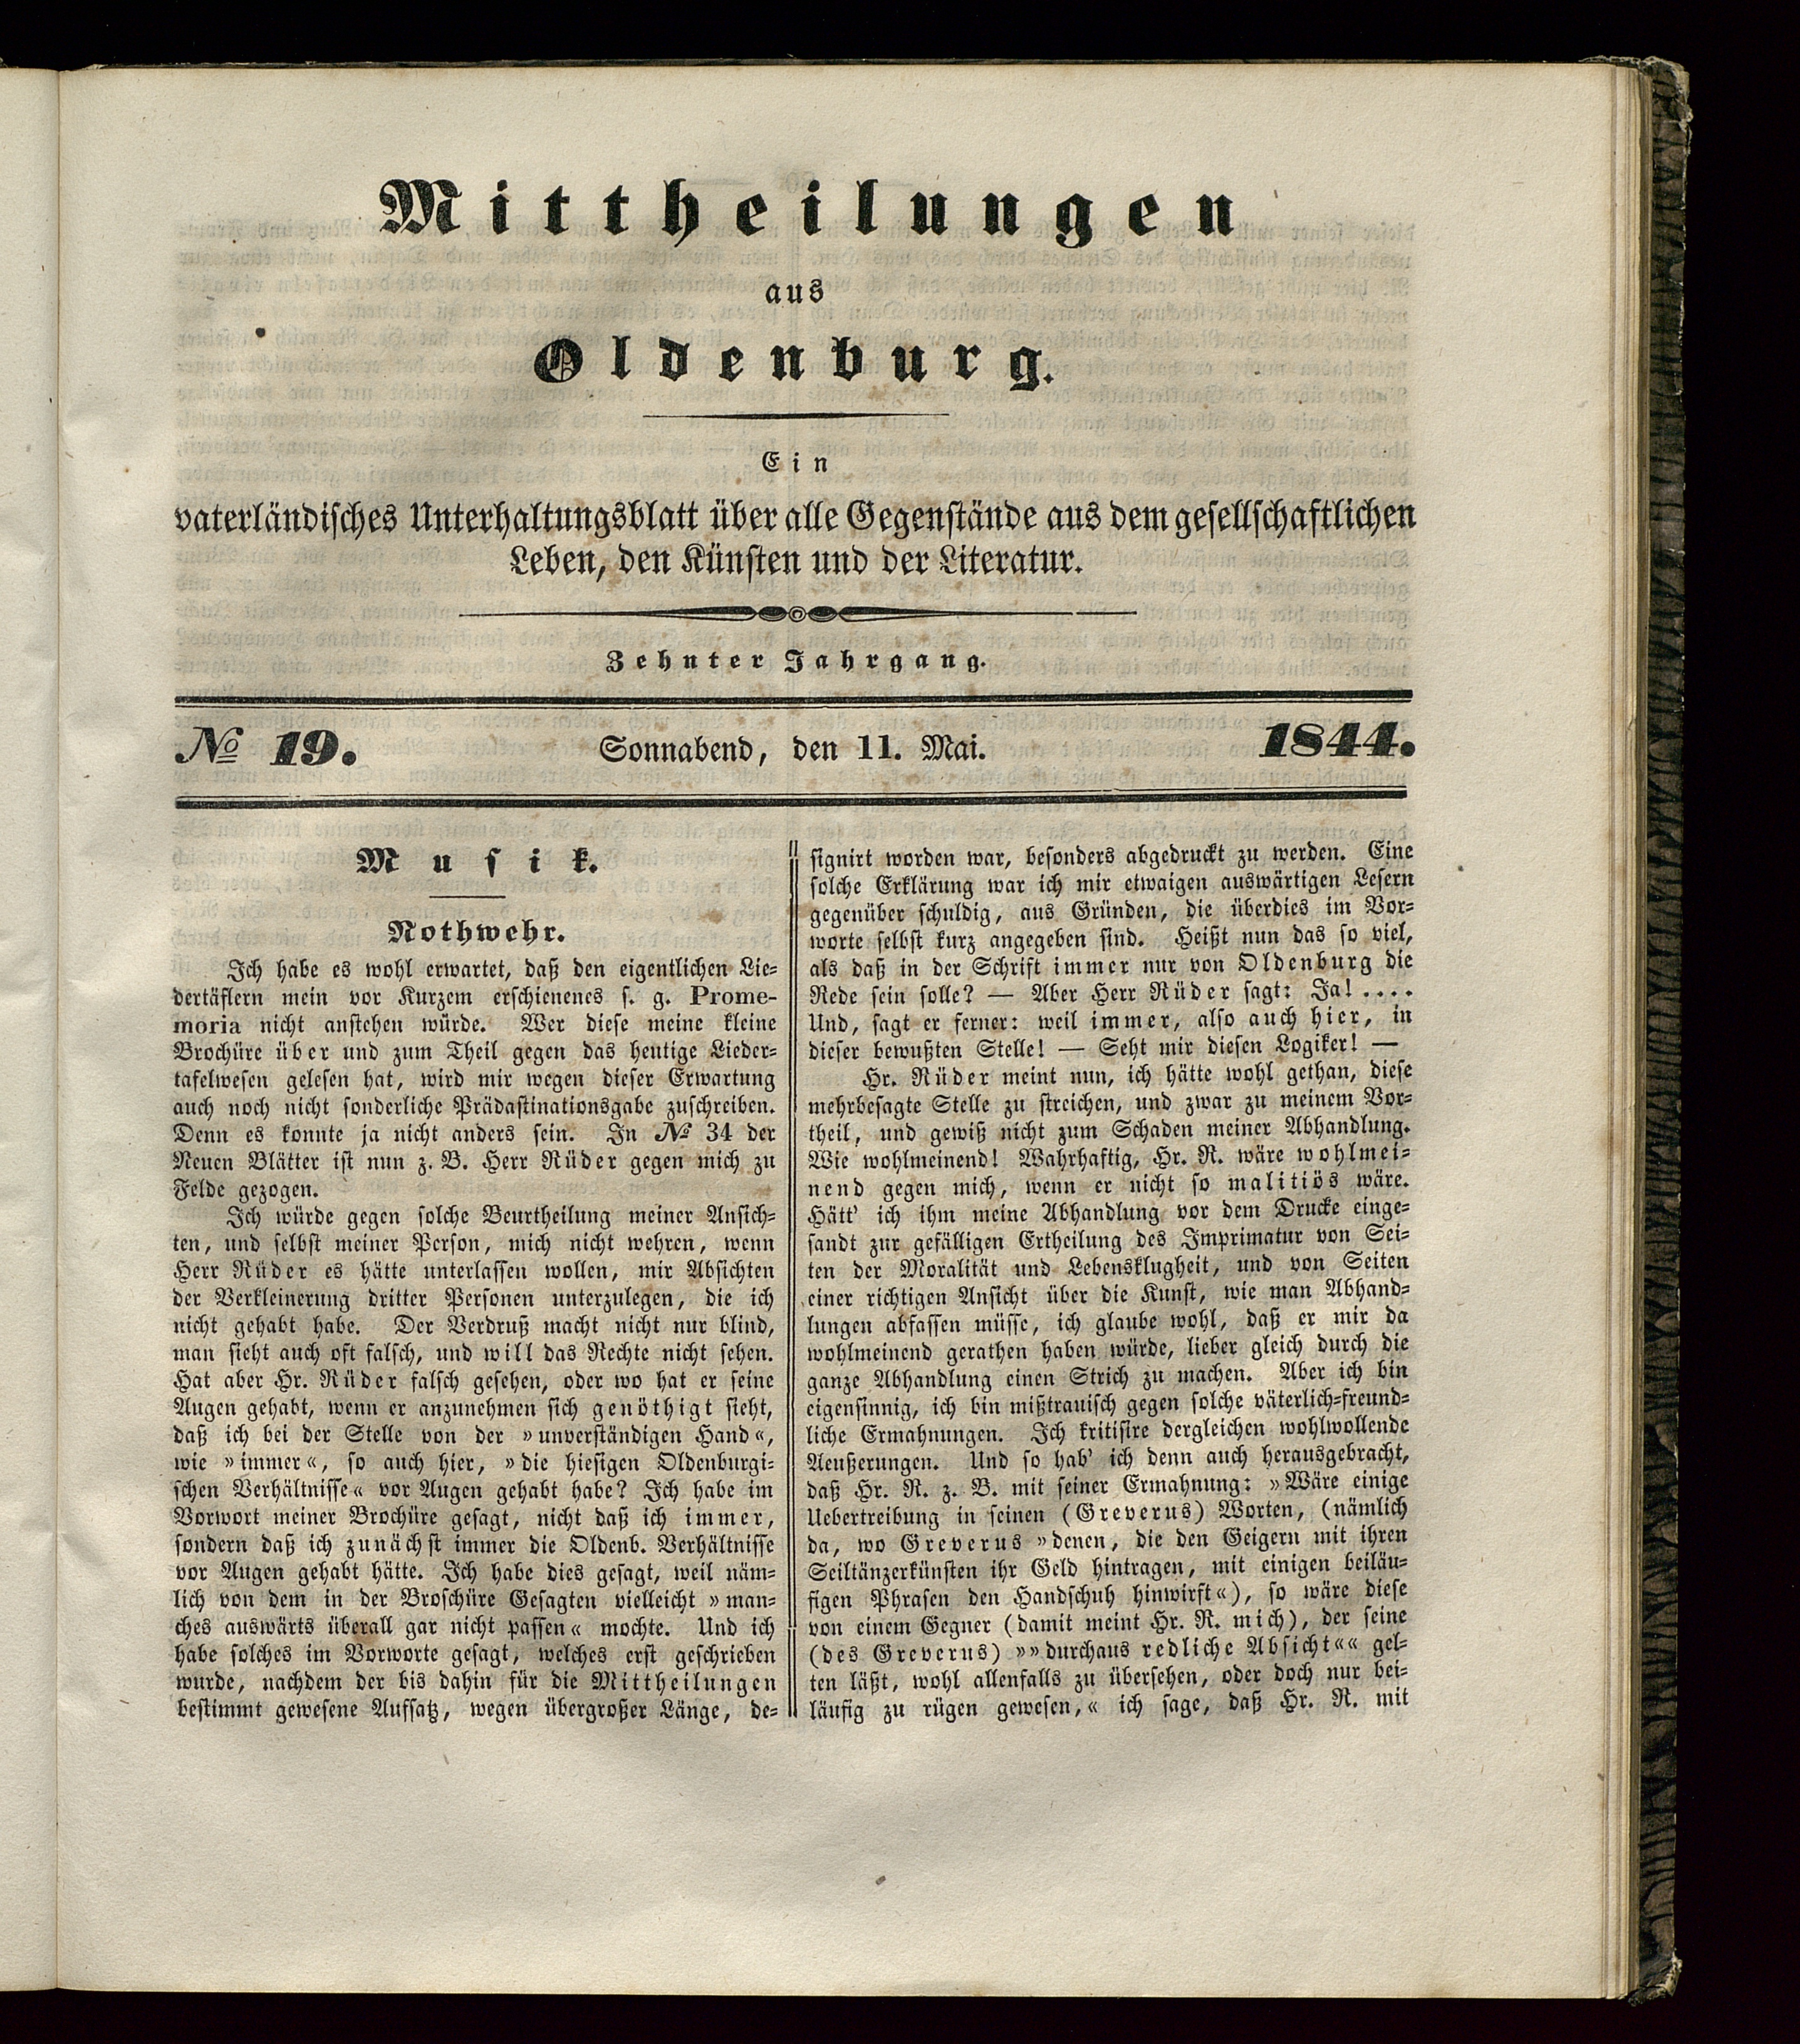 Mittheilungen
aus
Oldenburg.
Ein
vaterländisches Unterhaltungsblatt über alle Gegenstände aus dem gesellschaftlichen
Leben, den Künsten und der Literatur.
Zehnter Jahrgang.
№ 19. Sonnabend, den 11. Mai. 1844.
Musik.
Nothwehr.
Ich habe es wohl erwartet, daß den eigentlichen Lie-
dertäflern mein vor Kurzem erschienenes s. g. Prome-
moria nicht anstehen würde. Wer diese meine kleine
Brochüre über und zum Theil gegen das heutige Lieder-
tafelwesen gelesen hat, wird mir wegen dieser Erwartung
auch noch nicht sonderliche Prädastinationsgabe zuschreiben.
Denn es konnte ja nicht anders sein. In № 34 der
Neuen Blätter ist nun z. B. Herr Rüder gegen mich zu
Felde gezogen.
Ich würde gegen solche Beurtheilung meiner Ansich-
ten, und selbst meiner Person, mich nicht wehren, wenn
Herr Rüder es hätte unterlassen wollen, mir Absichten
der Verkleinerung dritter Personen unterzulegen, die ich
nicht gehabt habe. Der Verdruß macht nicht nur blind,
man sieht auch oft falsch, und will das Rechte nicht sehen.
Hat aber Hr. Rüder falsch gesehen, oder wo hat er seine
Augen gehabt, wenn er anzunehmen sich genöthigt sieht,
daß ich bei der Stelle von der »unverständigen Hand«,
wie »immer«, so auch hier, »die hiesigen Oldenburgi-
schen Verhältnisse« vor Augen gehabt habe? Ich habe im
Vorwort meiner Brochüre gesagt, nicht daß ich immer,
sondern daß ich zunächst immer die Oldenb. Verhältnisse
vor Augen gehabt hätte. Ich habe dies gesagt, weil näm-
lich von dem in der Broschüre Gesagten vielleicht »man-
ches auswärts überall gar nicht passen« mochte. Und ich
habe solches im Vorworte gesagt, welches erst geschrieben
wurde, nachdem der bis dahin für die Mittheilungen
bestimmt gewesene Aufsatz, wegen übergroßer Länge, de-
signirt worden war, besonders abgedruckt zu werden. Eine
solche Erklärung war ich mir etwaigen auswärtigen Lesern
gegenüber schuldig, aus Gründen, die überdies im Vor-
worte selbst kurz angegeben sind. Heißt nun das so viel,
als daß in der Schrift immer nur von Oldenburg die
Rede sein solle? — Aber Herr Rüder sagt: Ja! ....
Und, sagt er ferner: weil immer, also auch hier, in
dieser bewußten Stelle! — Seht mir diesen Logiker! —
Hr. Rüder meint nun, ich hätte wohl gethan, diese
mehrbesagte Stelle zu streichen, und zwar zu meinem Vor-
theil, und gewiß nicht zum Schaden meiner Abhandlung.
Wie wohlmeinend! Wahrhaftig, Hr. R. wäre wohlmei-
nend gegen mich, wenn er nicht so malitiös wäre.
Hätt' ich ihm meine Abhandlung vor dem Drucke einge-
sandt zur gefälligen Ertheilung des Imprimatur von Sei-
ten der Moralität und Lebensklugheit, und von Seiten
einer richtigen Ansicht über die Kunst, wie man Abhand-
lungen abfassen müsse, ich glaube wohl, daß er mir da
wohlmeinend gerathen haben würde, lieber gleich durch die
ganze Abhandlung einen Strich zu machen. Aber ich bin
eigensinnig, ich bin mißtrauisch gegen solche väterlich-freund-
liche Ermahnungen. Ich kritisire dergleichen wohlwollende
Aeußerungen. Und so hab' ich denn auch herausgebracht,
daß Hr. R. z. B. mit seiner Ermahnung: »Wäre einige
Uebertreibung in seinen (Greverus) Worten, (nämlich
da, wo Greverus »denen, die den Geigern mit ihren
Seiltänzerkünsten ihr Geld hintragen, mit einigen beiläu-
figen Phrasen den Handschuh hinwirft«), so wäre diese
von einem Gegner (damit meint Hr. R. mich), der seine
(des Greverus) »»durchaus redliche Absicht«« gel-
ten läßt, wohl allenfalls zu übersehen, oder doch nur bei-
läufig zu rügen gewesen,« ich sage, daß Hr. R. mit